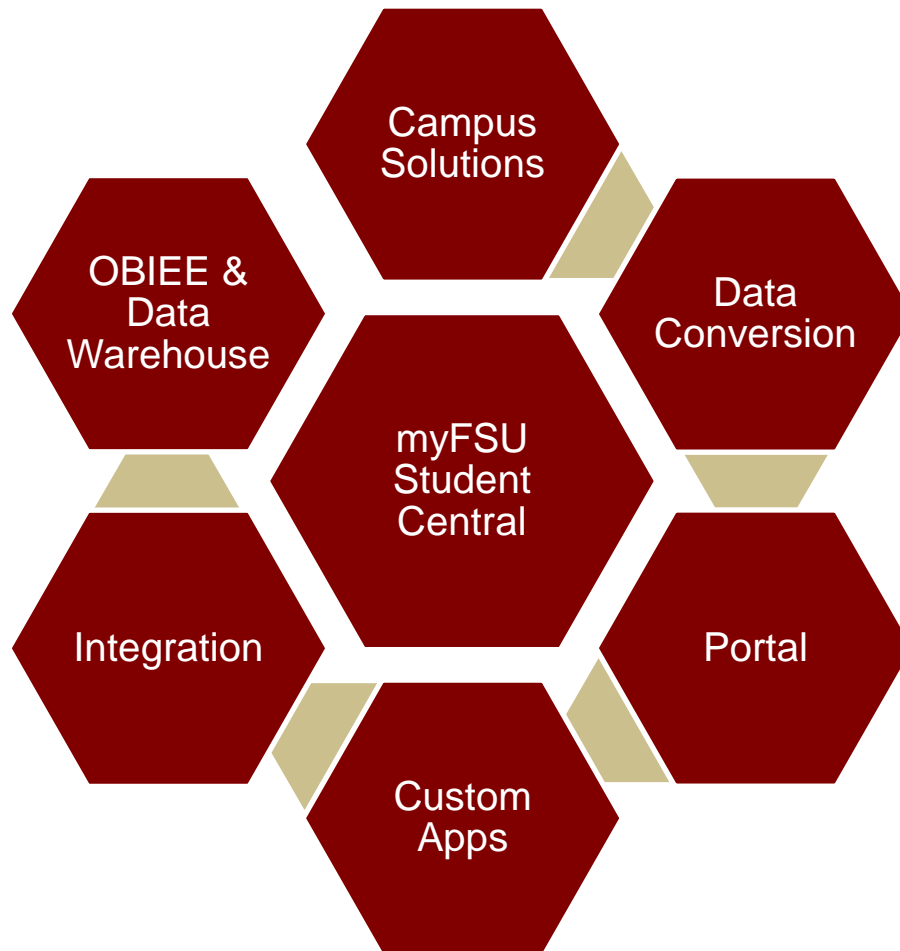 Campus
Solutions
OBIEE &
Data
Warehouse
Data
Conversion
myFSU
Student
Central
Integration
Portal
Custom
Apps